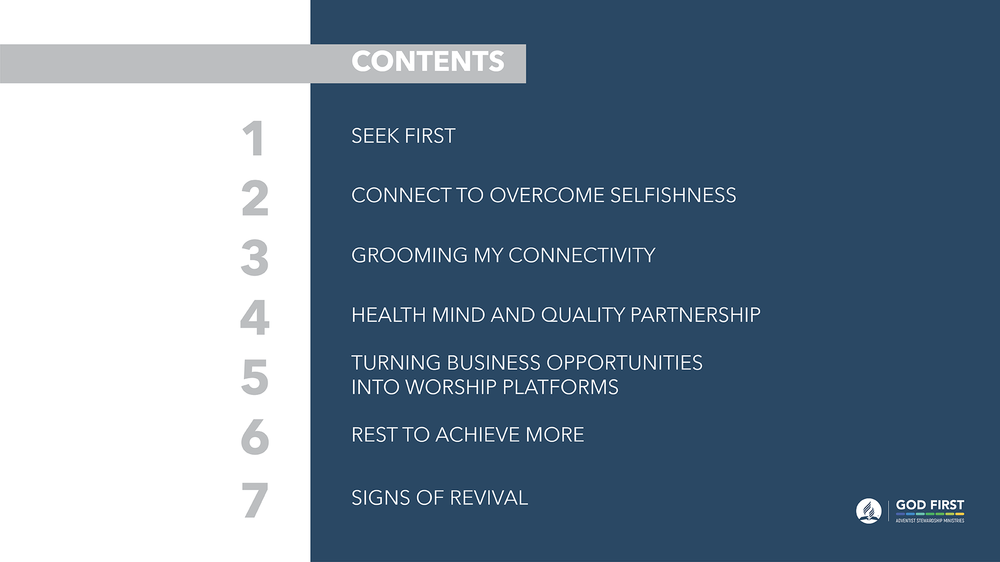 CONTENTS
1
SEEK FIRST
2
CONNECT TO OVERCOME SELFISHNESS
3
GROOMING MY CONNECTIVITY
4
HEALTH MIND AND QUALITY PARTNERSHIP
5
TURNING BUSINESS OPPORTUNITIES
INTO WORSHIP PLATFORMS
6
REST TO ACHIEVE MORE
7
SIGNS OF REVIVAL
GOD FIRST
ADVENTIST STEWARDSHIP MINISTRIES